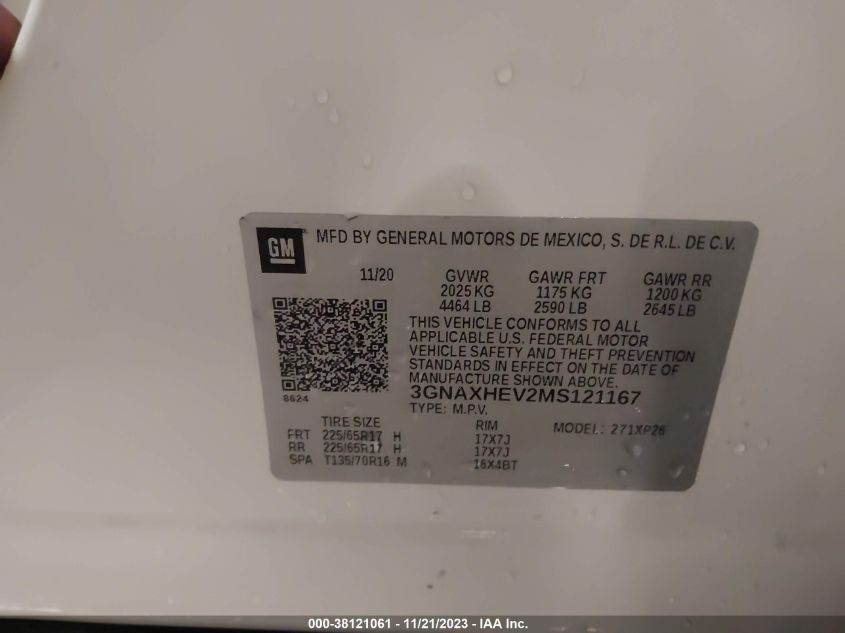 GM
MFD BY GENERAL MOTORS DE MEXICO, S. DE R.L. DE C.V.
11/20 GVWR GAWR FRT GAWR RR
2025 KG 1175 KG 1200 KG
4464 LB 2590 LB 2645 LB
THIS VEHICLE CONFORMS TO ALL
APPLICABLE U.S. FEDERAL MOTOR
VEHICLE SAFETY AND THEFT PREVENTION
STANDARDS IN EFFECT ON THE DATE OF
MANUFACTURE SHOWN ABOVE.
8624
3GNAXHEV2MS121167
TYPE: M.P.V.
TIRE SIZE RIM MODEL: 271XP26
FRT 225/65R17 H 17X7J
RR 225/65R17 H 17X7J
SPA T135/70R16 M 16X4BT
000-38121061 - 11/21/2023 - IAA Inc.